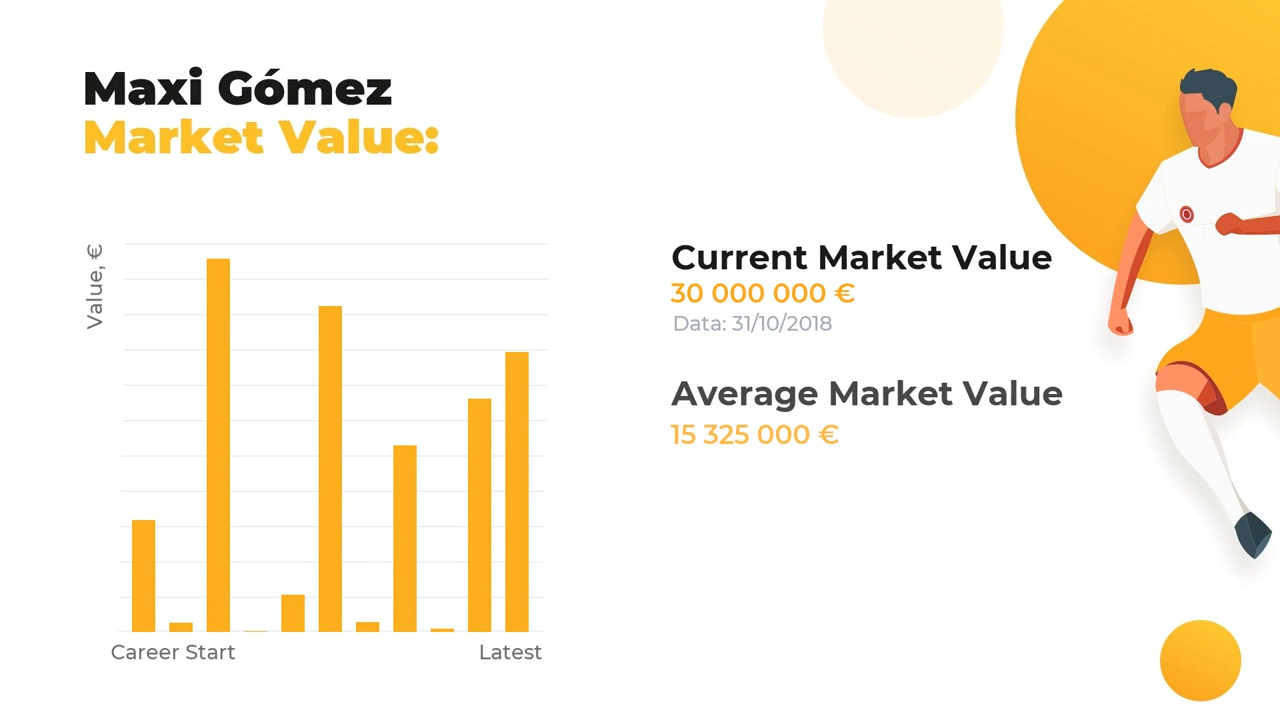 Maxi Gómez
Market Value:
Value, €
Career Start
Latest
Current Market Value
30 000 000 €
Data: 31/10/2018
Average Market Value
15 325 000 €